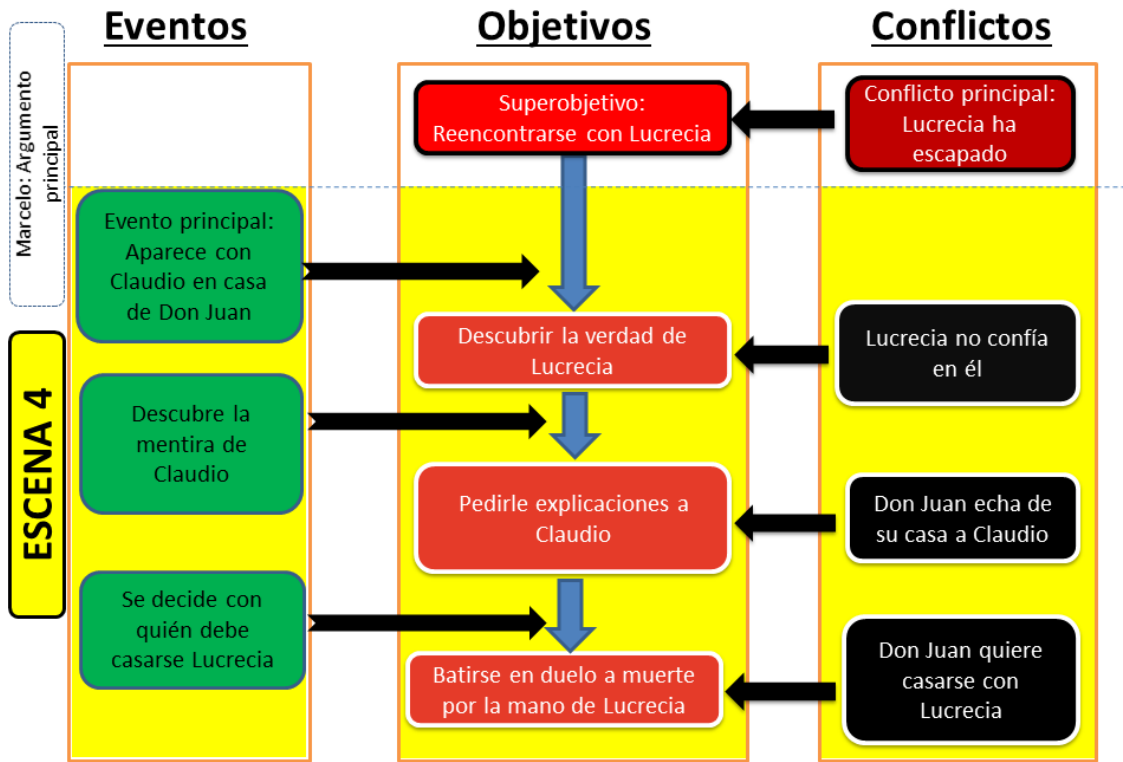 Eventos
Objetivos
Conflictos
Marcelo: Argumento
principal
Superobjetivo:
Reencontrarse con Lucrecia
Conflicto principal:
Lucrecia ha
escapado
ESCENA 4
Evento principal:
Aparece con
Claudio en casa
de Don Juan
Descubrir la verdad de
Lucrecia
Lucrecia no confía
en él
Descubre la
mentira de
Claudio
Pedirle explicaciones a
Claudio
Don Juan echa de
su casa a Claudio
Se decide con
quién debe
casarse Lucrecia
Batirse en duelo a muerte
por la mano de Lucrecia
Don Juan quiere
casarse con
Lucrecia